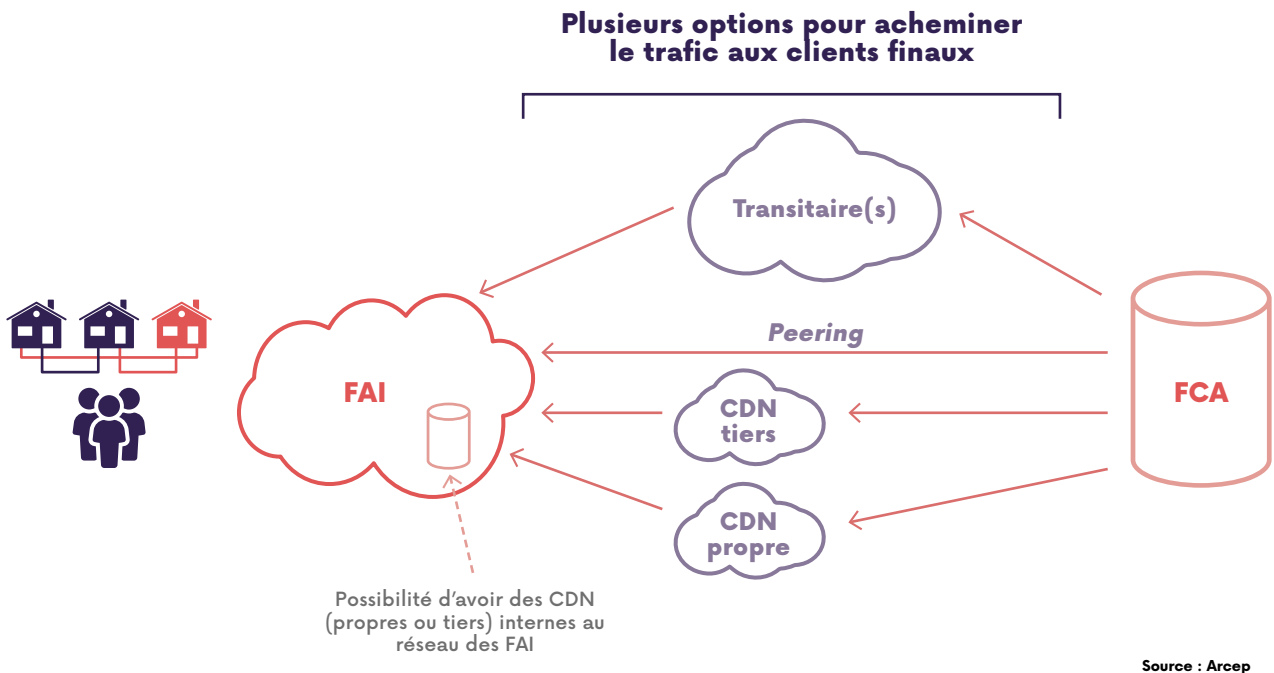 Plusieurs options pour acheminer
le trafic aux clients finaux
Transitaire(s)
Peering
FAI
CDN
tiers
FCA
CDN
propre
Possibilité d'avoir des CDN
(propres ou tiers) internes au
réseau des FAI
Source : Arcep